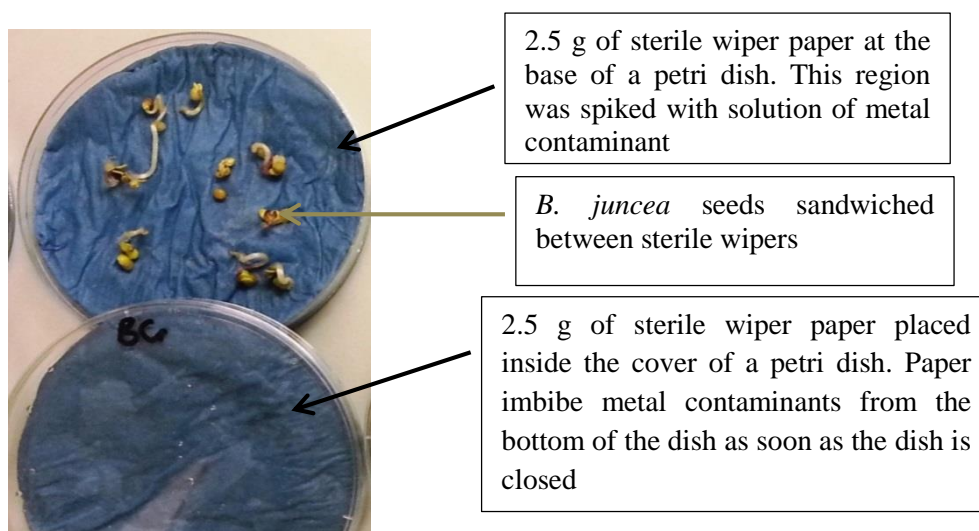 2.5 g of sterile wiper paper at the
base of a petri dish. This region
was spiked with solution of metal
contaminant
B. juncea seeds sandwiched
between sterile wipers
BC
2.5 g of sterile wiper paper placed
inside the cover of a petri dish. Paper
imbibe metal contaminants from the
bottom of the dish as soon as the dish is
closed